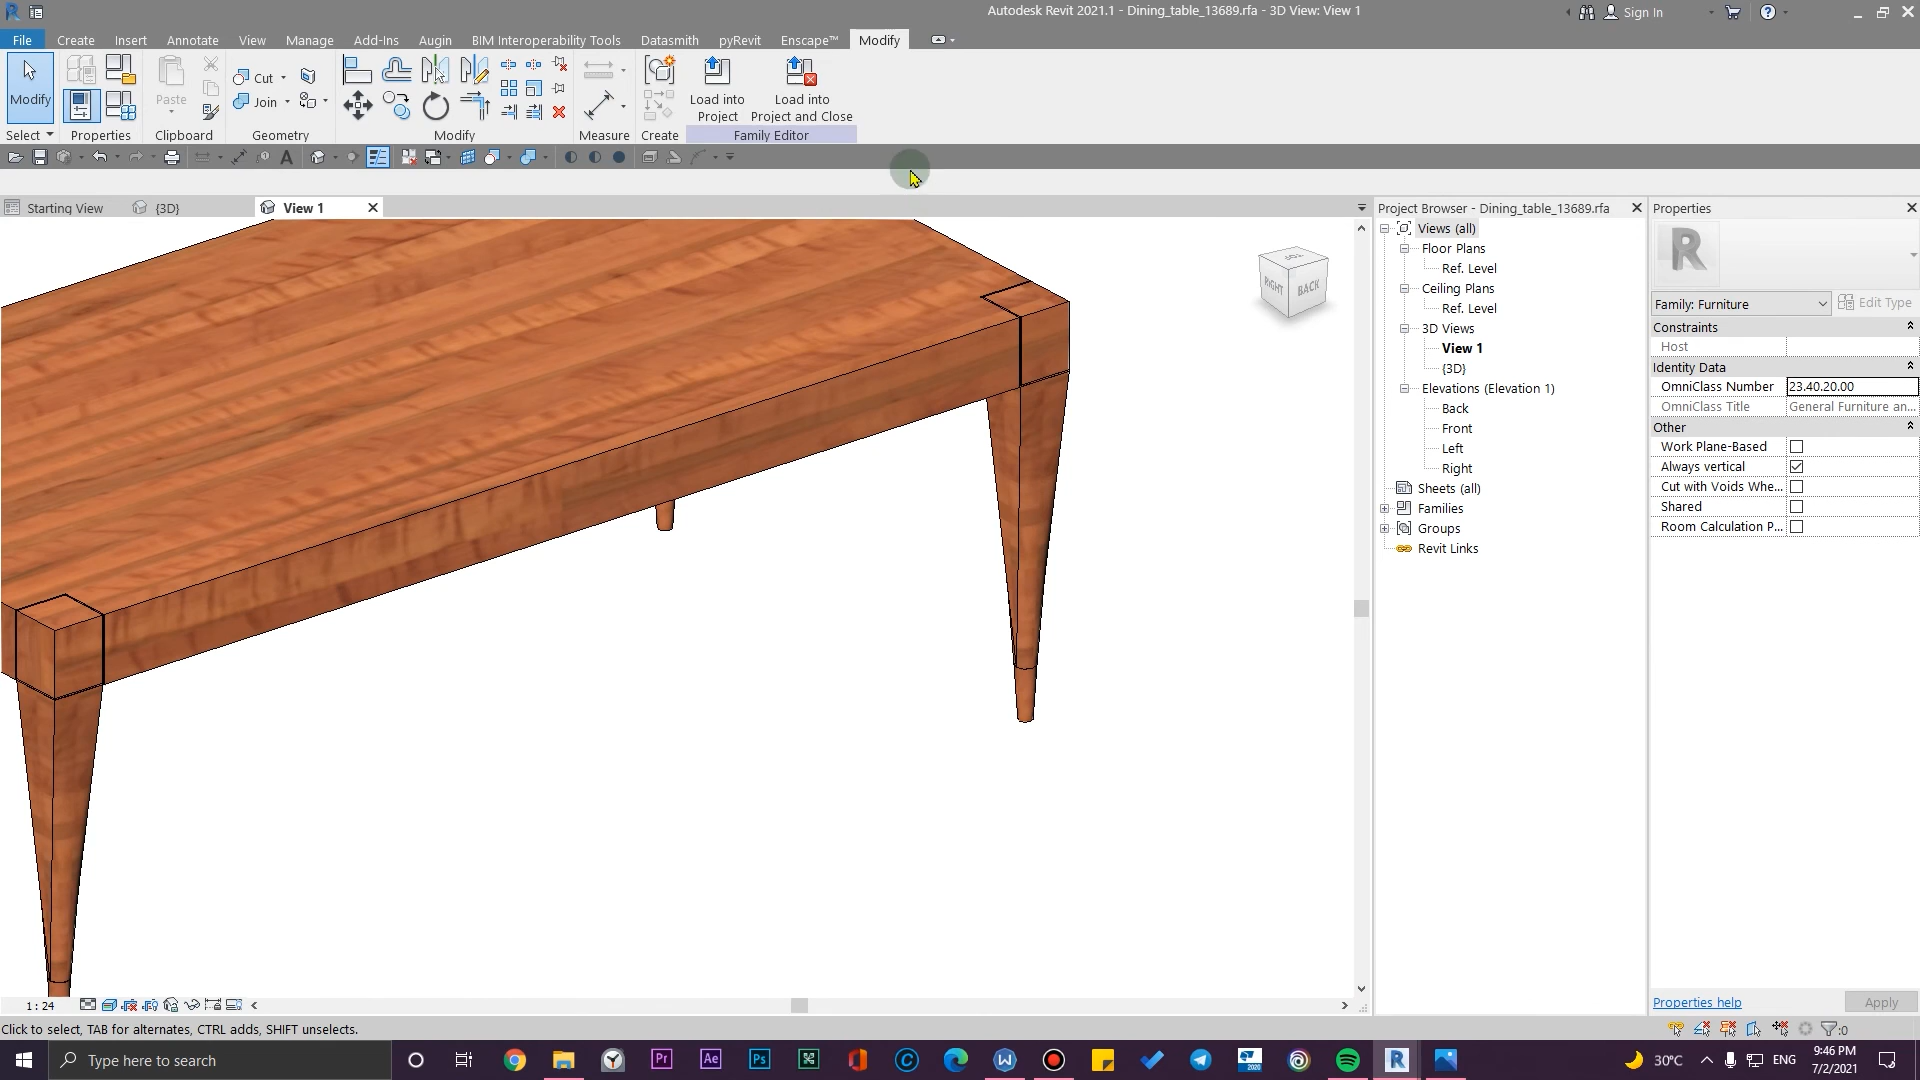 Autodesk Revit 2021.1 - Dining_table_13689.rfa - 3D View: View 1
Sign In
File Create Insert Annotate View Manage Add-Ins Augin BIM Interoperability Tools Datasmith pyRevit Enscape™ Modify
Modify
Paste
Cut
Join
Load into Project
Load into Project and Close
Select Properties Clipboard Geometry Modify Measure Create Family Editor
Starting View {3D} View 1
TOP
RIGHT BACK
Project Browser - Dining_table_13689.rfa
Views (all)
Floor Plans
Ref. Level
Ceiling Plans
Ref. Level
3D Views
View 1
{3D}
Elevations (Elevation 1)
Back
Front
Left
Right
Sheets (all)
Families
Groups
Revit Links
Properties
R
Family: Furniture Edit Type
Constraints
Host
Identity Data
OmniClass Number 23.40.20.00
OmniClass Title General Furniture an...
Other
Work Plane-Based
Always vertical
Cut with Voids Whe...
Shared
Room Calculation P...
Properties help Apply
1 : 24
Click to select, TAB for alternates, CTRL adds, SHIFT unselects.
:0
Type here to search
Pr Ae Ps
2020
R
30°C
ENG
9:46 PM
7/2/2021